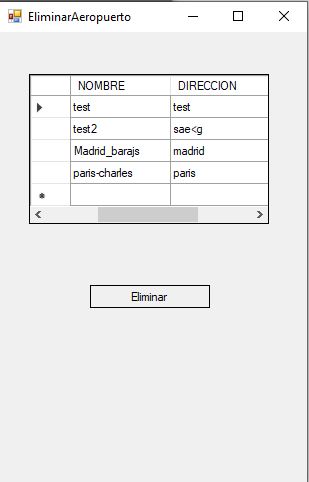 EliminarAeropuerto
NOMBRE DIRECCION
test test
test2 sae<g
Madrid_barajs madrid
paris-charles paris
Eliminar